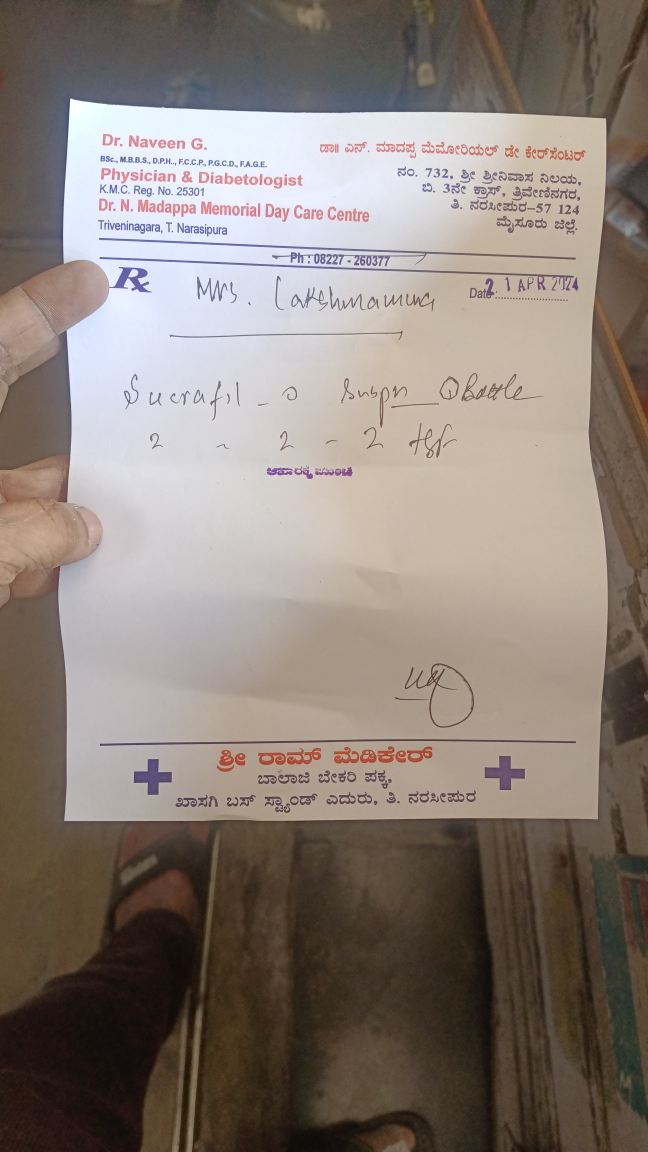 Dr. Naveen G.
BSc., M.B.B.S., D.P.H.., F.C.C.P., P.G.C.D., F.A.G.E.
Physician & Diabetologist
K.M.C. Reg. No. 25301
Dr. N. Madappa Memorial Day Care Centre
Triveninagara, T. Narasipura
ಡಾ॥ ಎನ್. ಮಾದಪ್ಪ ಮೆಮೋರಿಯಲ್ ಡೇ ಕೇರ್‌ಸೆಂಟರ್
ನಂ. 732, ಶ್ರೀ ಶ್ರೀನಿವಾಸ ನಿಲಯ,
ಬಿ. 3ನೇ ಕ್ರಾಸ್, ತ್ರಿವೇಣಿನಗರ,
ತಿ. ನರಸೀಪುರ-57 124
ಮೈಸೂರು ಜಿಲ್ಲೆ.
Ph : 08227 - 260377
Rx Mrs. Lakshmamma
Date 21 APR 2024
Sucrafil - O Suspn Bottle
2 - 2 - 2 tsf
ಆಹಾರಕ್ಕೆ ಮುಂಚೆ
ಶ್ರೀ ರಾಮ್ ಮೆಡಿಕೇರ್
ಬಾಲಾಜಿ ಬೇಕರಿ ಪಕ್ಕ,
ಖಾಸಗಿ ಬಸ್ ಸ್ಟ್ಯಾಂಡ್ ಎದುರು, ತಿ. ನರಸೀಪುರ